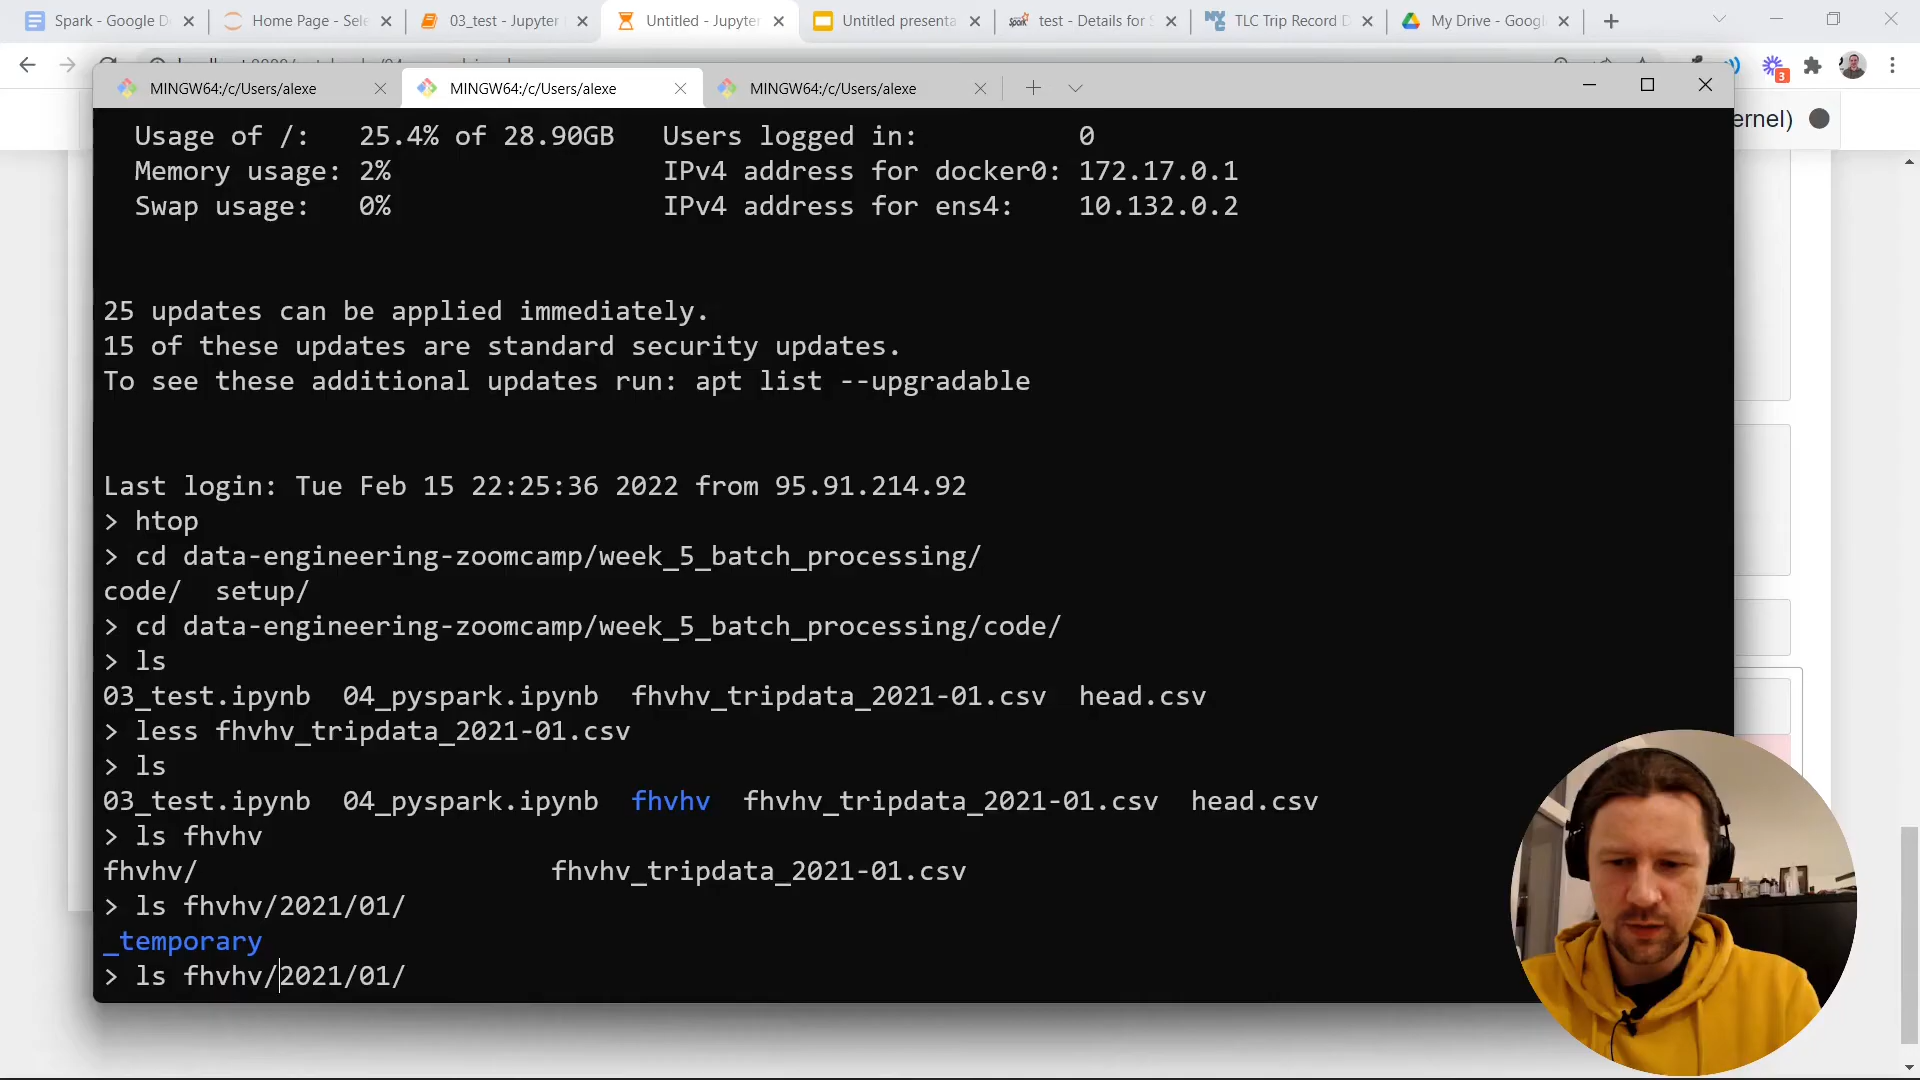 Spark - Google D
Home Page - Sele
03_test - Jupyter
Untitled - Jupyter
Untitled presenta
test - Details for S
TLC Trip Record D
My Drive - Googl
3
MINGW64:/c/Users/alexe
MINGW64:/c/Users/alexe
MINGW64:/c/Users/alexe
ernel)
Usage of /: 25.4% of 28.90GB Users logged in: 0
Memory usage: 2% IPv4 address for docker0: 172.17.0.1
Swap usage: 0% IPv4 address for ens4: 10.132.0.2
25 updates can be applied immediately.
15 of these updates are standard security updates.
To see these additional updates run: apt list --upgradable
Last login: Tue Feb 15 22:25:36 2022 from 95.91.214.92
> htop
> cd data-engineering-zoomcamp/week_5_batch_processing/
code/ setup/
> cd data-engineering-zoomcamp/week_5_batch_processing/code/
> ls
03_test.ipynb 04_pyspark.ipynb fhvhv_tripdata_2021-01.csv head.csv
> less fhvhv_tripdata_2021-01.csv
> ls
03_test.ipynb 04_pyspark.ipynb fhvhv fhvhv_tripdata_2021-01.csv head.csv
> ls fhvhv
fhvhv/ fhvhv_tripdata_2021-01.csv
> ls fhvhv/2021/01/
_temporary
> ls fhvhv/2021/01/